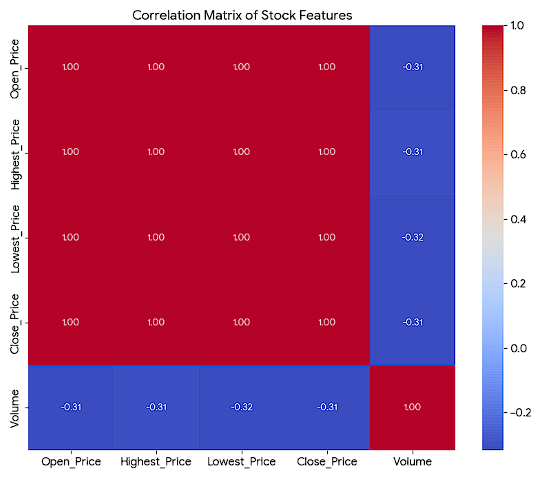 Correlation Matrix of Stock Features
Open_Price 1.00 1.00 1.00 1.00 -0.31
Highest_Price 1.00 1.00 1.00 1.00 -0.31
Lowest_Price 1.00 1.00 1.00 1.00 -0.32
Close_Price 1.00 1.00 1.00 1.00 -0.31
Volume -0.31 -0.31 -0.32 -0.31 1.00
Open_Price Highest_Price Lowest_Price Close_Price Volume
1.0
0.8
0.6
0.4
0.2
0.0
−0.2